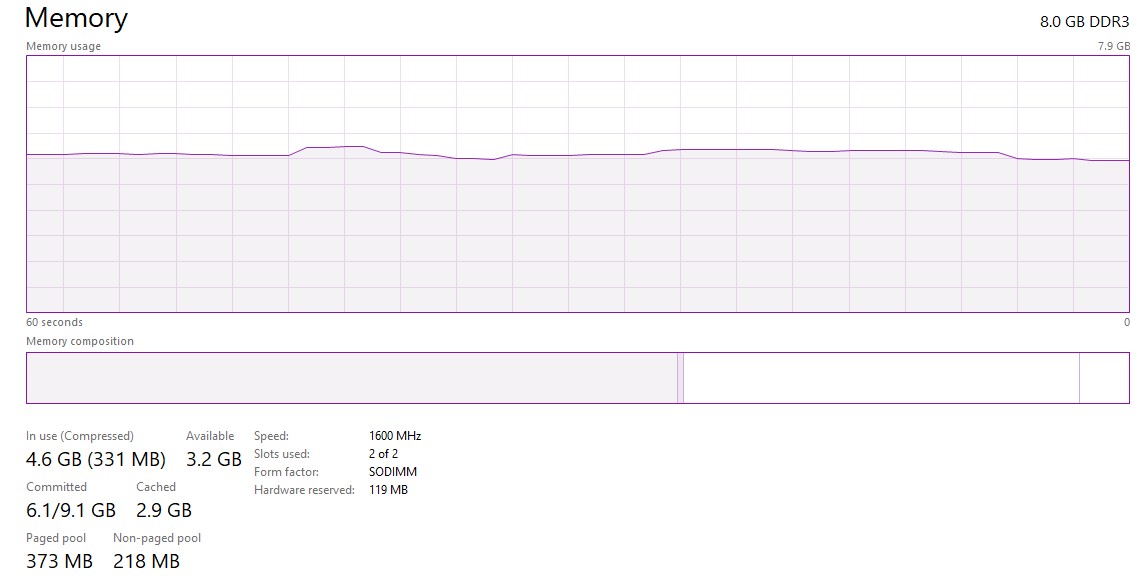 Memory
8.0 GB DDR3
Memory usage
7.9 GB
60 seconds
0
Memory composition
In use (Compressed)
Available
4.6 GB (331 MB)
3.2 GB
Committed
Cached
6.1/9.1 GB
2.9 GB
Paged pool
Non-paged pool
373 MB
218 MB
Speed:
1600 MHz
Slots used:
2 of 2
Form factor:
SODIMM
Hardware reserved:
119 MB